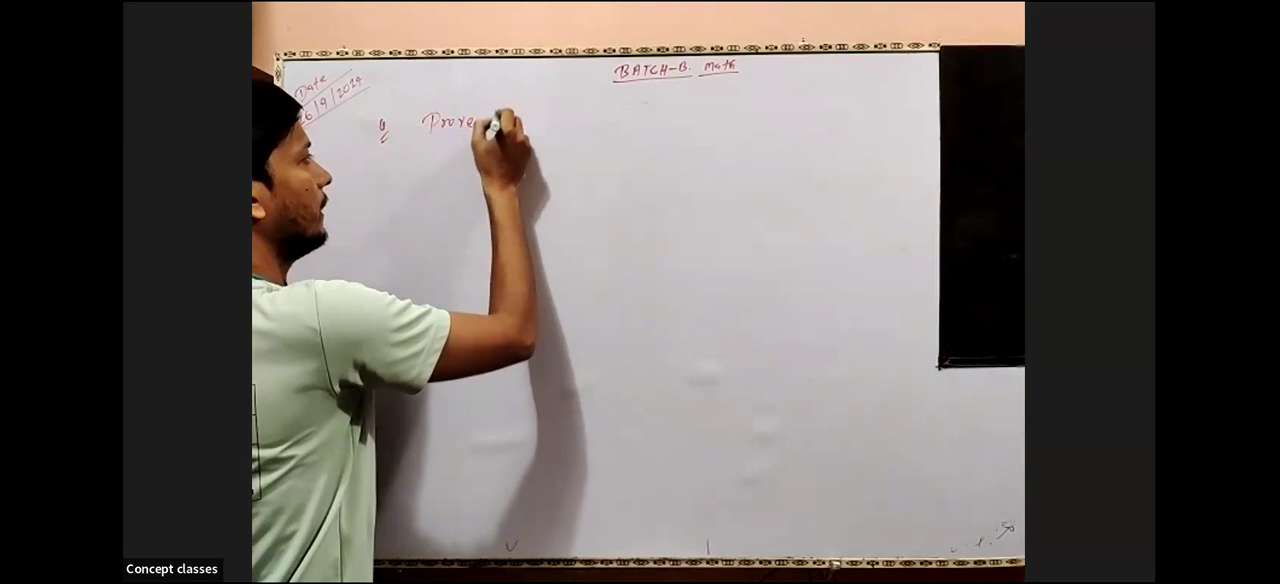 BATCH-B. Math
Date
26/9/2024
Q Prove
Concept classes